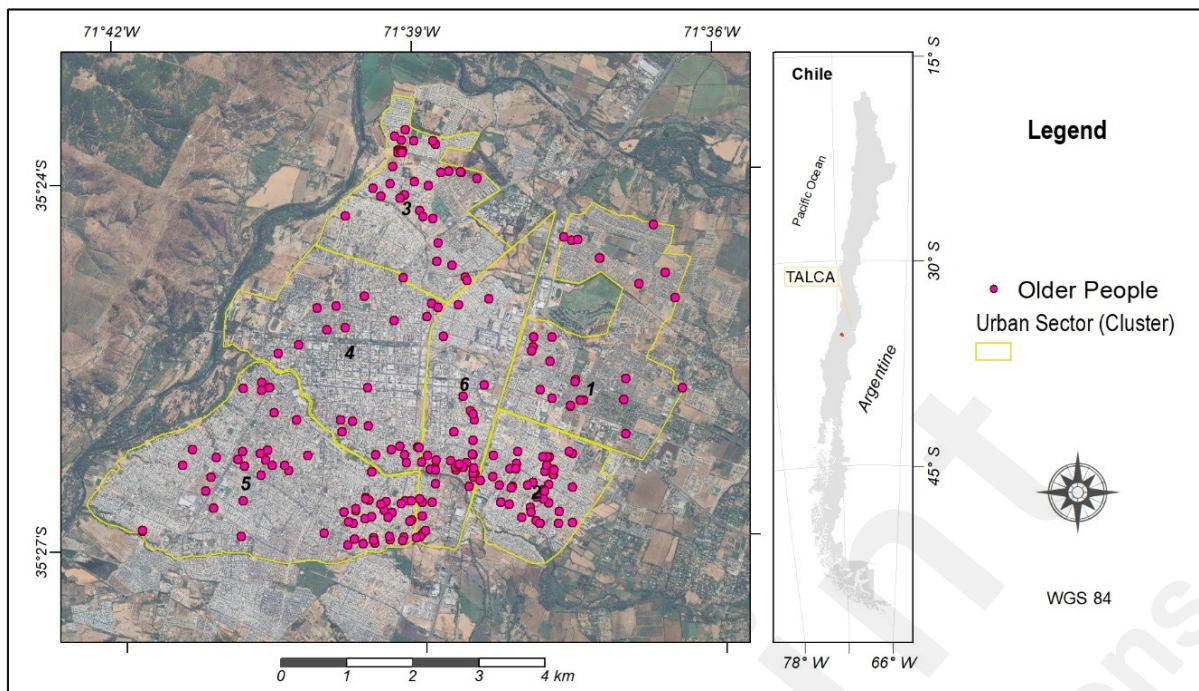 71°42'W
71°39'W
71°36'W
35°24'S
35°27'S
3
4
6
1
5
2
0 1 2 3 4 km
Chile
Pacific Ocean
TALCA
Argentine
15° S
30° S
45° S
78° W 66° W
Legend
Older People
Urban Sector (Cluster)
WGS 84